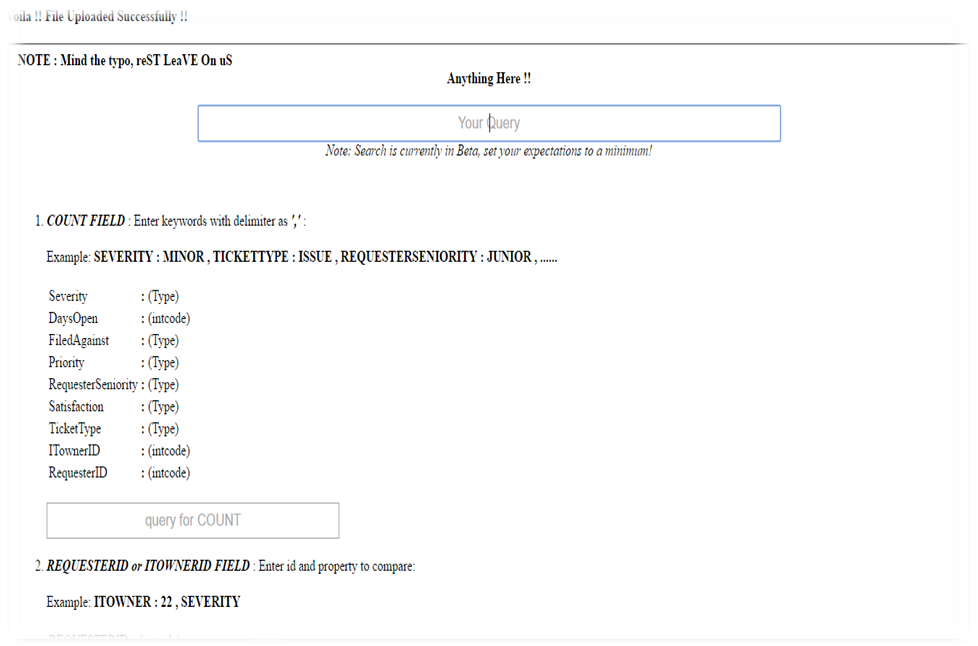 oila !! File Uploaded Successfully !!
NOTE : Mind the typo, reST LeaVE On uS
Anything Here !!
Your Query
Note: Search is currently in Beta, set your expectations to a minimum!
1. COUNT FIELD : Enter keywords with delimiter as ',' :
Example: SEVERITY : MINOR , TICKETTYPE : ISSUE , REQUESTERSENIORITY : JUNIOR , ......
Severity : (Type)
DaysOpen : (intcode)
FiledAgainst : (Type)
Priority : (Type)
RequesterSeniority : (Type)
Satisfaction : (Type)
TicketType : (Type)
ITownerID : (intcode)
RequesterID : (intcode)
query for COUNT
2. REQUESTERID or ITOWNERID FIELD : Enter id and property to compare:
Example: ITOWNER : 22 , SEVERITY